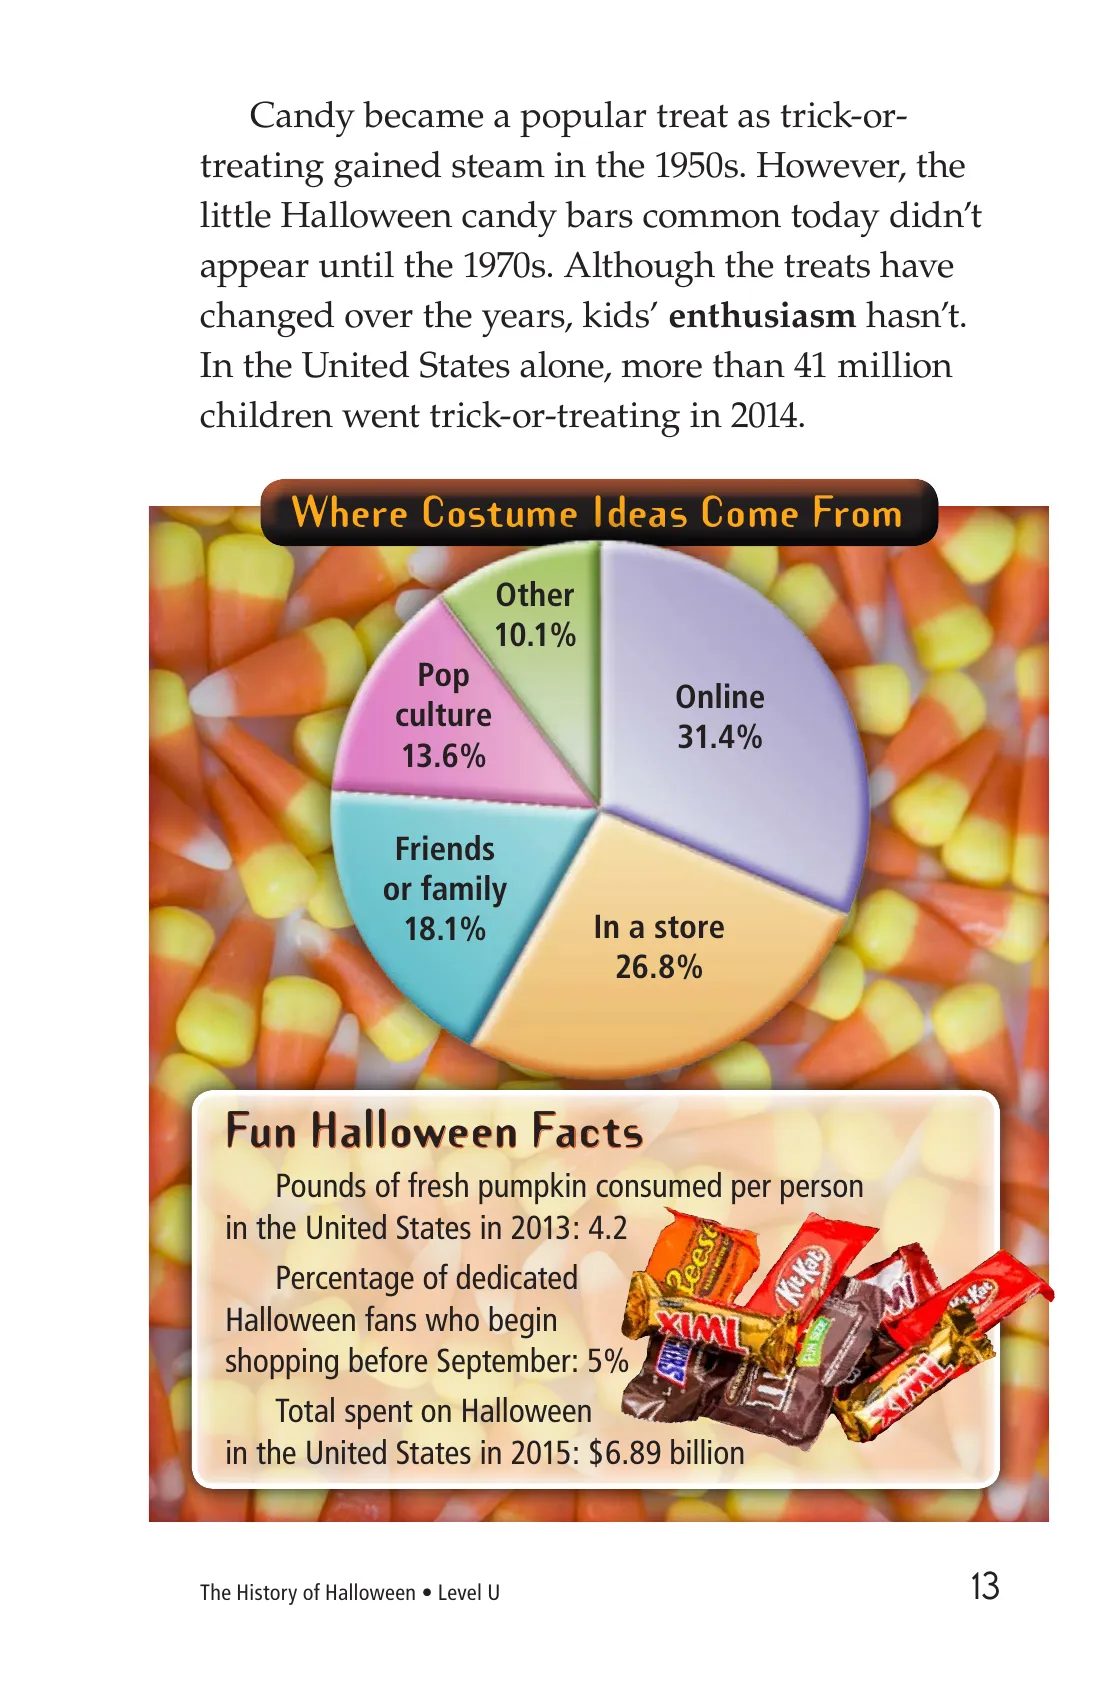 Candy became a popular treat as trick-or-
treating gained steam in the 1950s. However, the
little Halloween candy bars common today didn’t
appear until the 1970s. Although the treats have
changed over the years, kids’ enthusiasm hasn’t.
In the United States alone, more than 41 million
children went trick-or-treating in 2014.
Where Costume Ideas Come From
Other
10.1%
Pop
culture
13.6%
Online
31.4%
Friends
or family
18.1%
In a store
26.8%
Fun Halloween Facts
Pounds of fresh pumpkin consumed per person
in the United States in 2013: 4.2
Percentage of dedicated
Halloween fans who begin
shopping before September: 5%
Total spent on Halloween
in the United States in 2015: $6.89 billion
Reese's
KitKat
KitKat
TWIX
FUN SIZE
TWIX
The History of Halloween • Level U
13